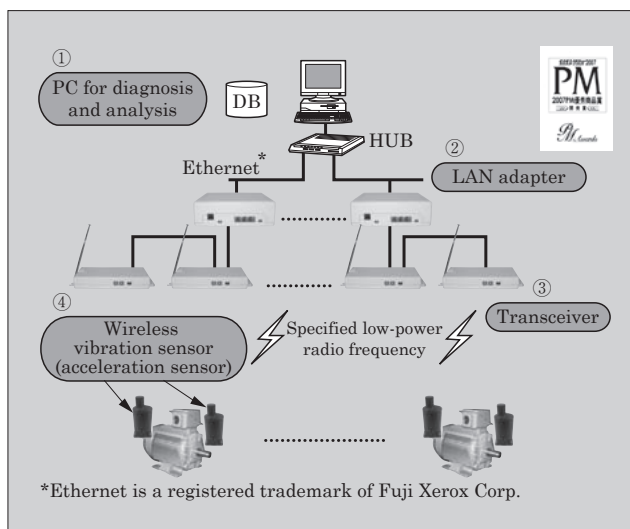 ①
PC for diagnosis
and analysis
DB
HUB
PM
Ethernet*
②
LAN adapter
③
Transceiver
④
Wireless
vibration sensor
(acceleration sensor)
Specified low-power
radio frequency
*Ethernet is a registered trademark of Fuji Xerox Corp.